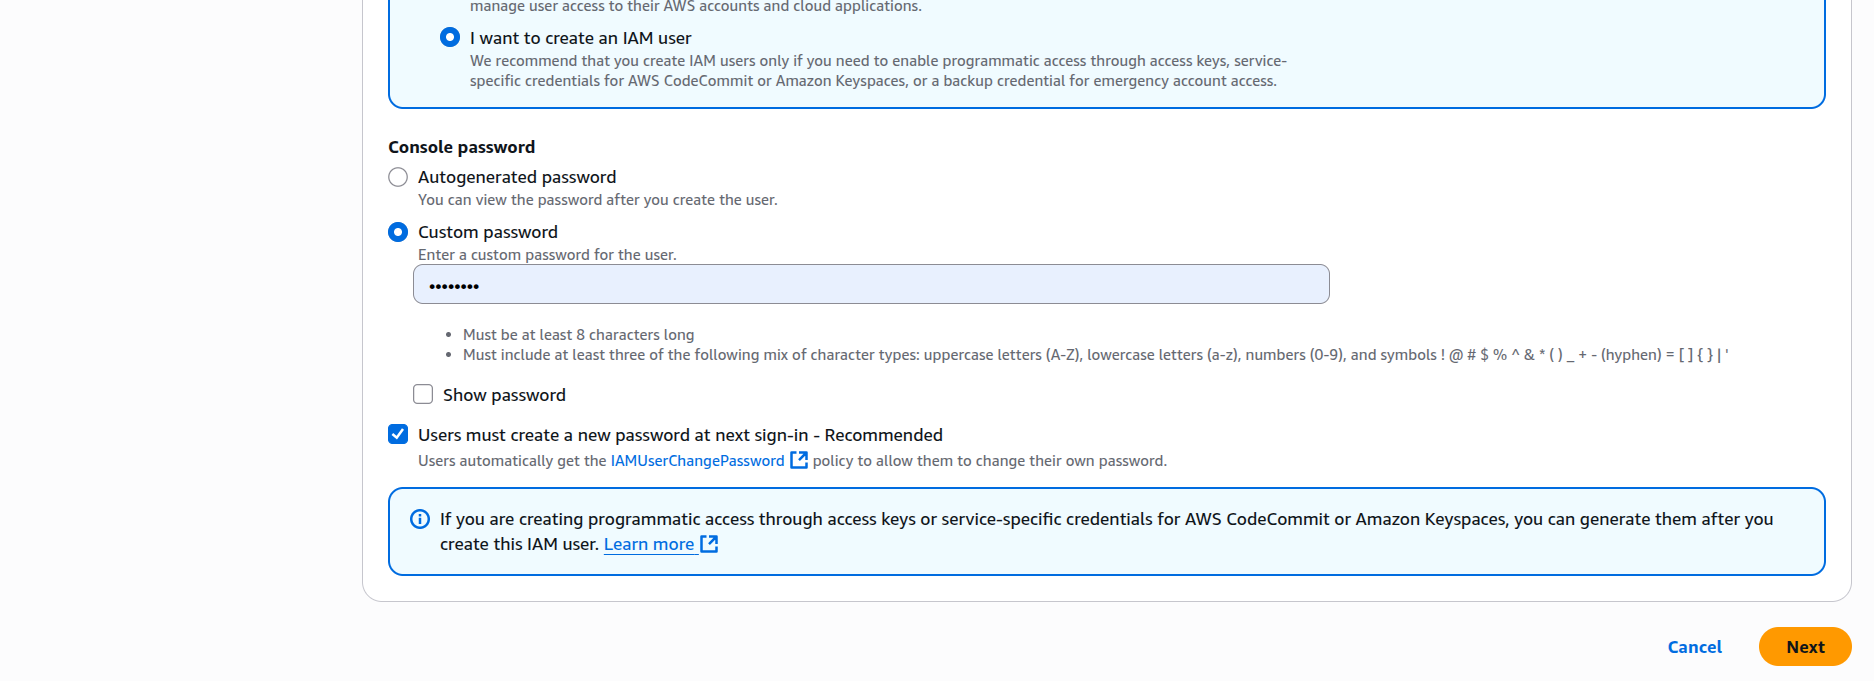 manage user access to their AWS accounts and cloud applications.
I want to create an IAM user
We recommend that you create IAM users only if you need to enable programmatic access through access keys, service-
specific credentials for AWS CodeCommit or Amazon Keyspaces, or a backup credential for emergency account access.
Console password
Autogenerated password
You can view the password after you create the user.
Custom password
Enter a custom password for the user.
••••••••
• Must be at least 8 characters long
• Must include at least three of the following mix of character types: uppercase letters (A-Z), lowercase letters (a-z), numbers (0-9), and symbols ! @ # $ % ^ & * ( ) _ + - (hyphen) = [ ] { } | '
Show password
Users must create a new password at next sign-in - Recommended
Users automatically get the IAMUserChangePassword policy to allow them to change their own password.
If you are creating programmatic access through access keys or service-specific credentials for AWS CodeCommit or Amazon Keyspaces, you can generate them after you
create this IAM user. Learn more
Cancel Next